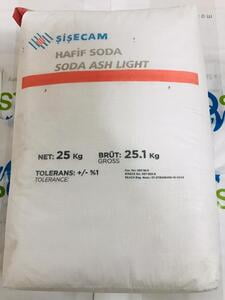 ŞİŞECAM
HAFİF SODA
SODA ASH LIGHT
NET: 25 Kg
BRÜT: 25.1 Kg
GROSS
TOLERANS: +/- %1
TOLERANCE: